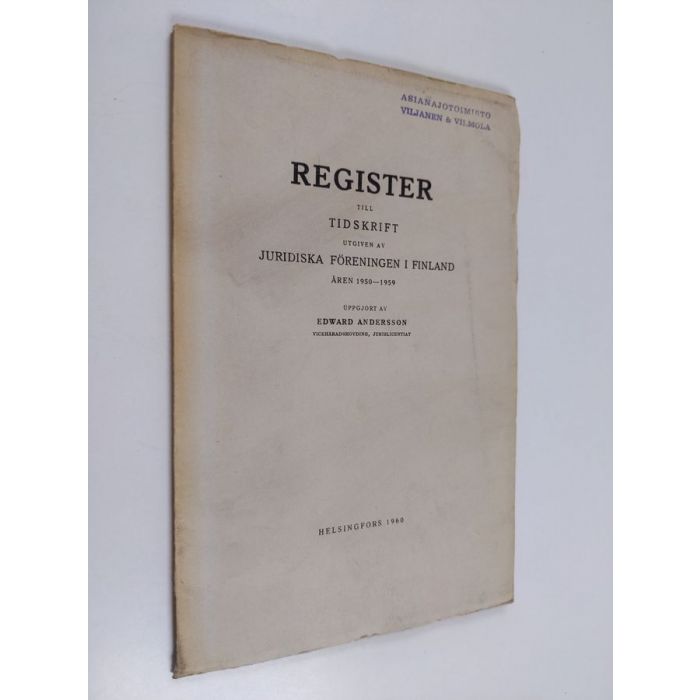 ASIANAJOTOIMISTO
VILJANEN & VILMOLA
REGISTER
TILL
TIDSKRIFT
UTGIVEN AV
JURIDISKA FÖRENINGEN I FINLAND
ÅREN 1950—1959
UPPGJORT AV
EDWARD ANDERSSON
VICEHÄRADSHÖVDING, JURISLICENTIAT
HELSINGFORS 1960